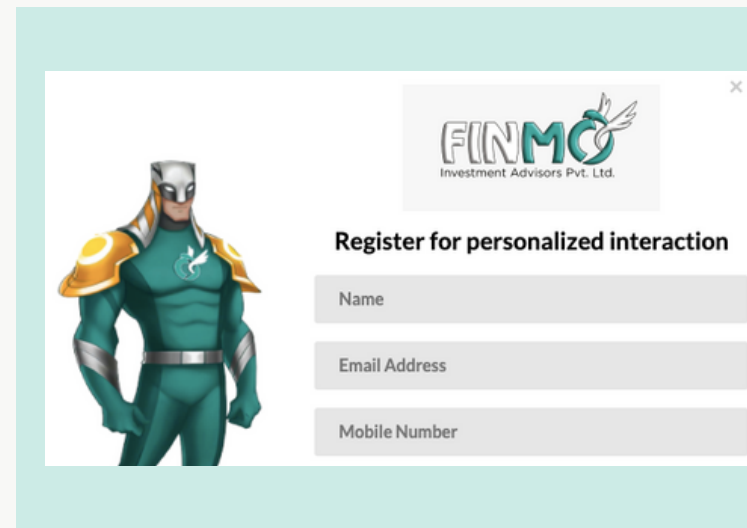 FINMO
Investment Advisors Pvt. Ltd.
Register for personalized interaction
Name
Email Address
Mobile Number